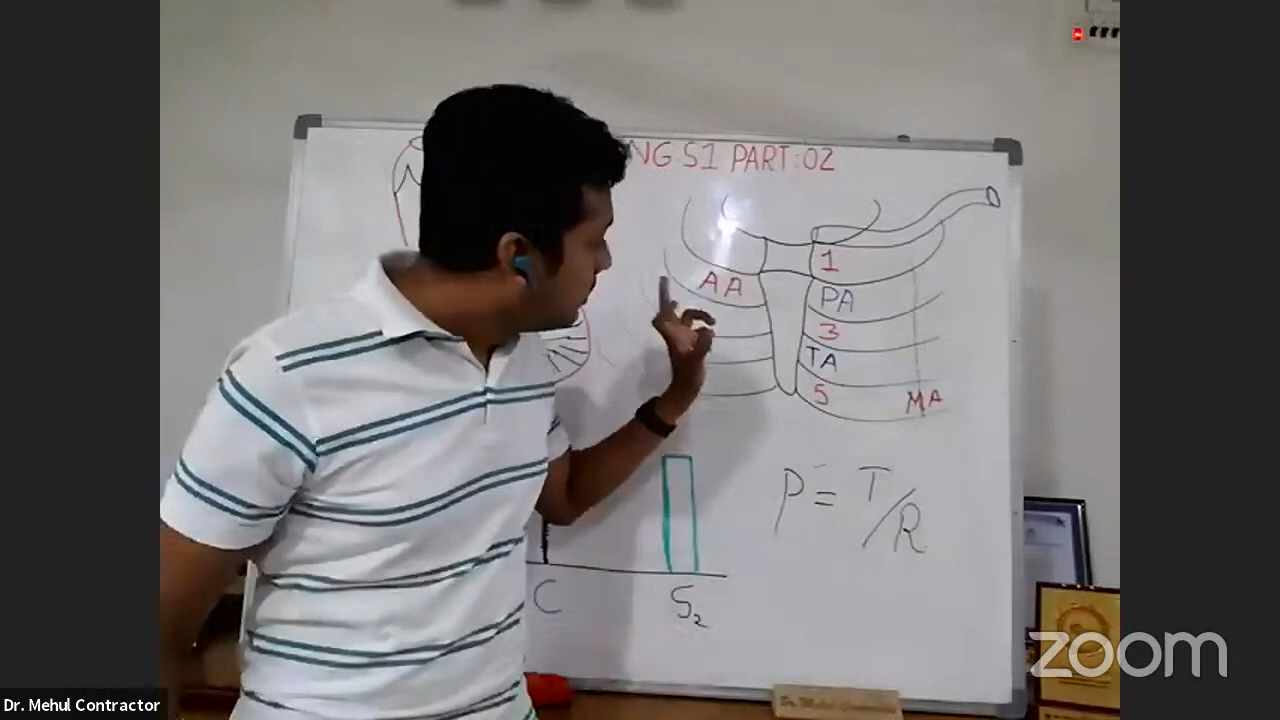 NG S1 PART:02
1
AA
PA
3
TA
5
MA
P = T/R
C
S₂
Dr. Mehul Contractor
zoom